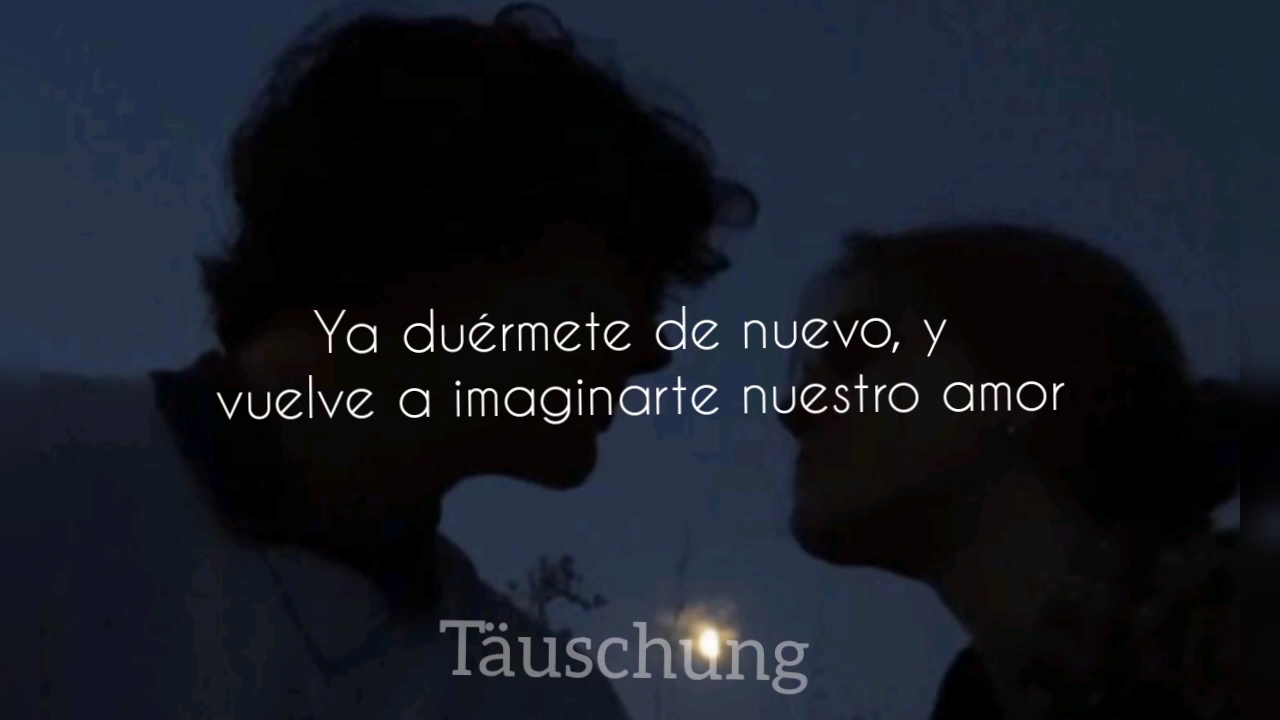 Ya duérmete de nuevo, y
vuelve a imaginarte nuestro amor
Täuschung